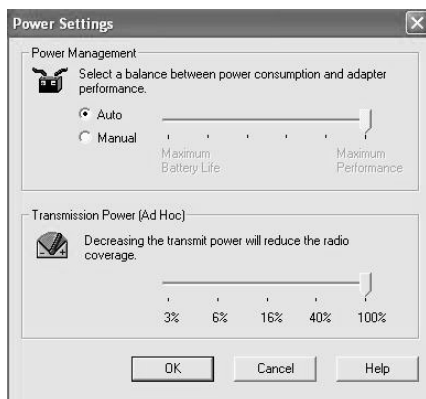 Power Settings
Power Management
Select a balance between power consumption and adapter
performance.
Auto
Manual
Maximum Maximum
Battery Life Performance
Transmission Power (Ad Hoc)
Decreasing the transmit power will reduce the radio
coverage.
3% 6% 16% 40% 100%
OK Cancel Help